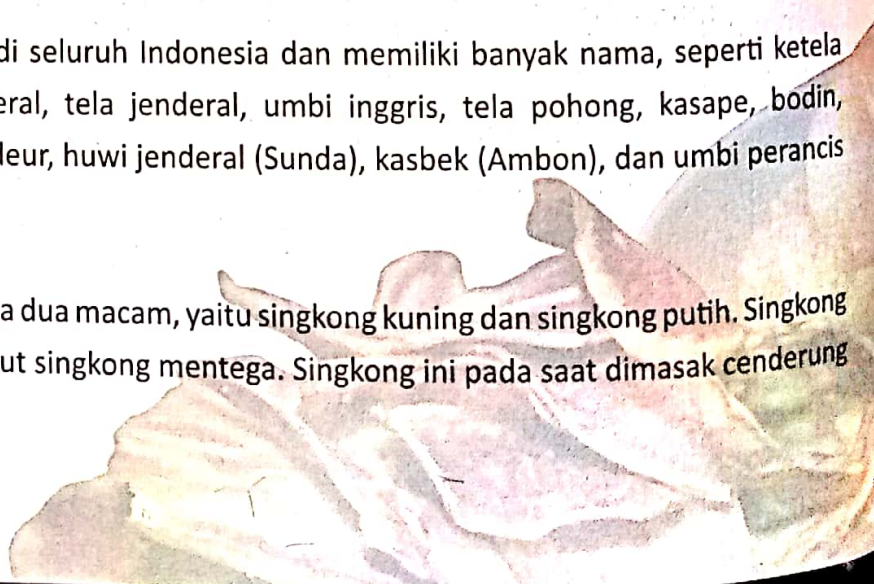 di seluruh Indonesia dan memiliki banyak nama, seperti ketela
eral, tela jenderal, umbi inggris, tela pohong, kasape, bodin,
leur, huwi jenderal (Sunda), kasbek (Ambon), dan umbi perancis
a dua macam, yaitu singkong kuning dan singkong putih. Singkong
ut singkong mentega. Singkong ini pada saat dimasak cenderung